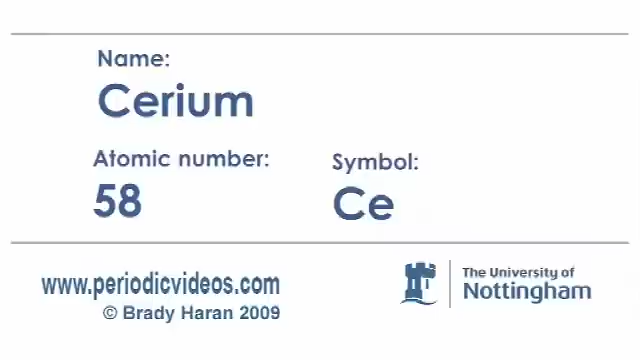 Name:
Cerium
Atomic number:
58
Symbol:
Ce
www.periodicvideos.com
© Brady Haran 2009
The University of
Nottingham